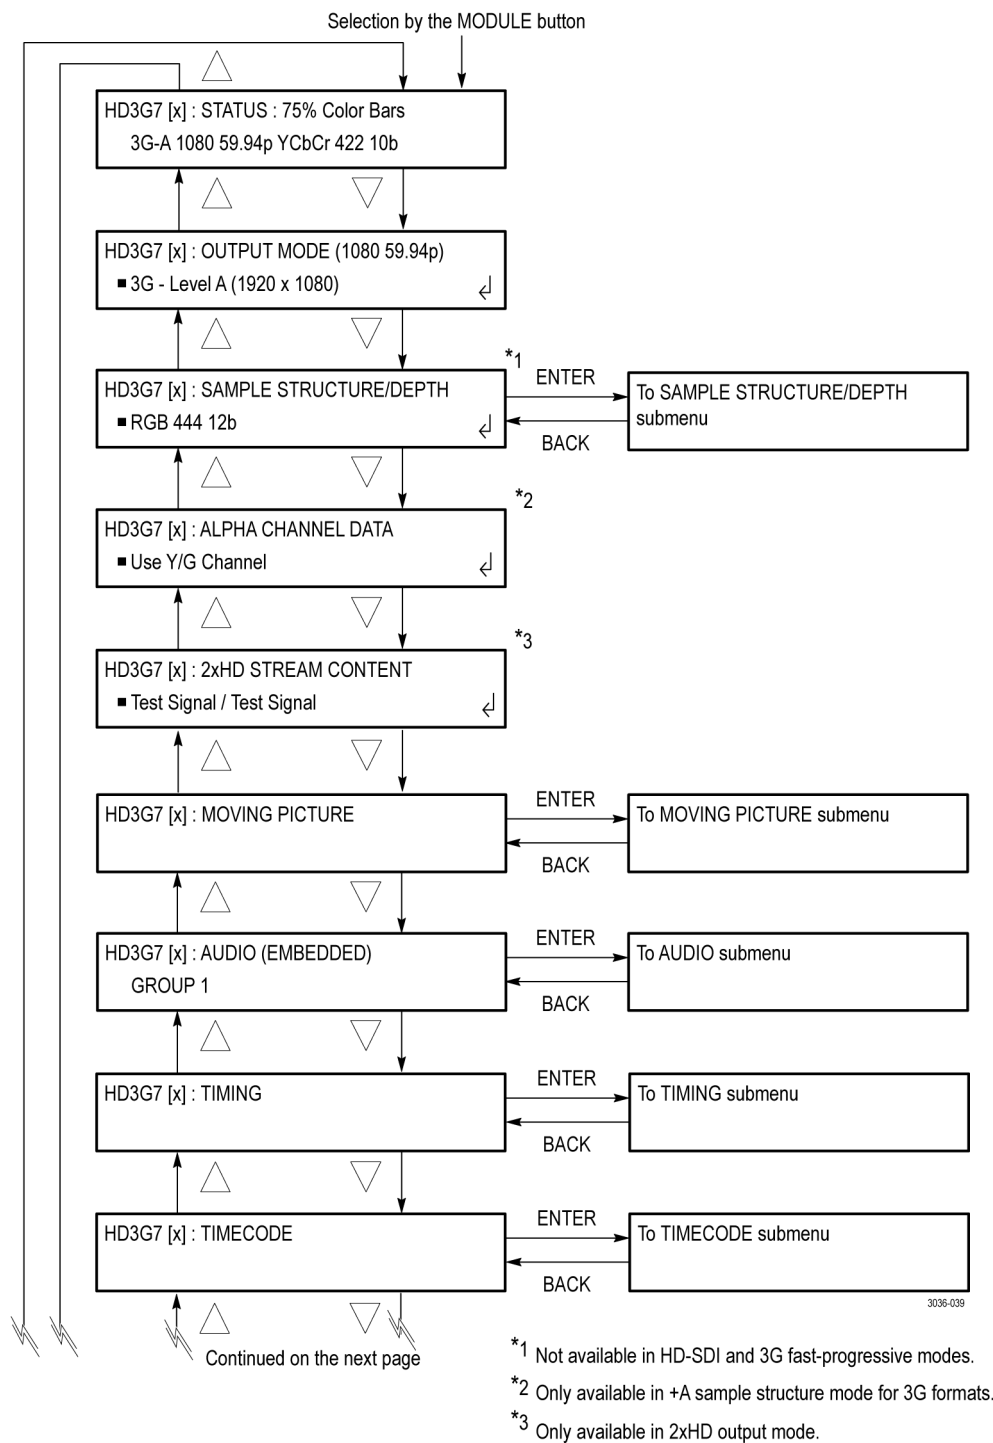 Selection by the MODULE button
HD3G7 [x] : STATUS : 75% Color Bars
3G-A 1080 59.94p YCbCr 422 10b
HD3G7 [x] : OUTPUT MODE (1080 59.94p)
■ 3G - Level A (1920 x 1080)
*1
HD3G7 [x] : SAMPLE STRUCTURE/DEPTH
■ RGB 444 12b
ENTER
BACK
To SAMPLE STRUCTURE/DEPTH
submenu
*2
HD3G7 [x] : ALPHA CHANNEL DATA
■ Use Y/G Channel
*3
HD3G7 [x] : 2xHD STREAM CONTENT
■ Test Signal / Test Signal
HD3G7 [x] : MOVING PICTURE
ENTER
BACK
To MOVING PICTURE submenu
HD3G7 [x] : AUDIO (EMBEDDED)
GROUP 1
ENTER
BACK
To AUDIO submenu
HD3G7 [x] : TIMING
ENTER
BACK
To TIMING submenu
HD3G7 [x] : TIMECODE
ENTER
BACK
To TIMECODE submenu
3036-039
Continued on the next page
*1 Not available in HD-SDI and 3G fast-progressive modes.
*2 Only available in +A sample structure mode for 3G formats.
*3 Only available in 2xHD output mode.